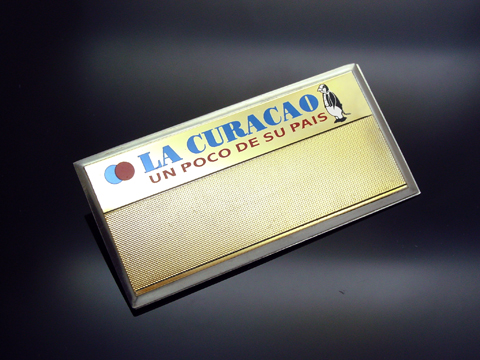 LA CURACAO
UN POCO DE SU PAIS